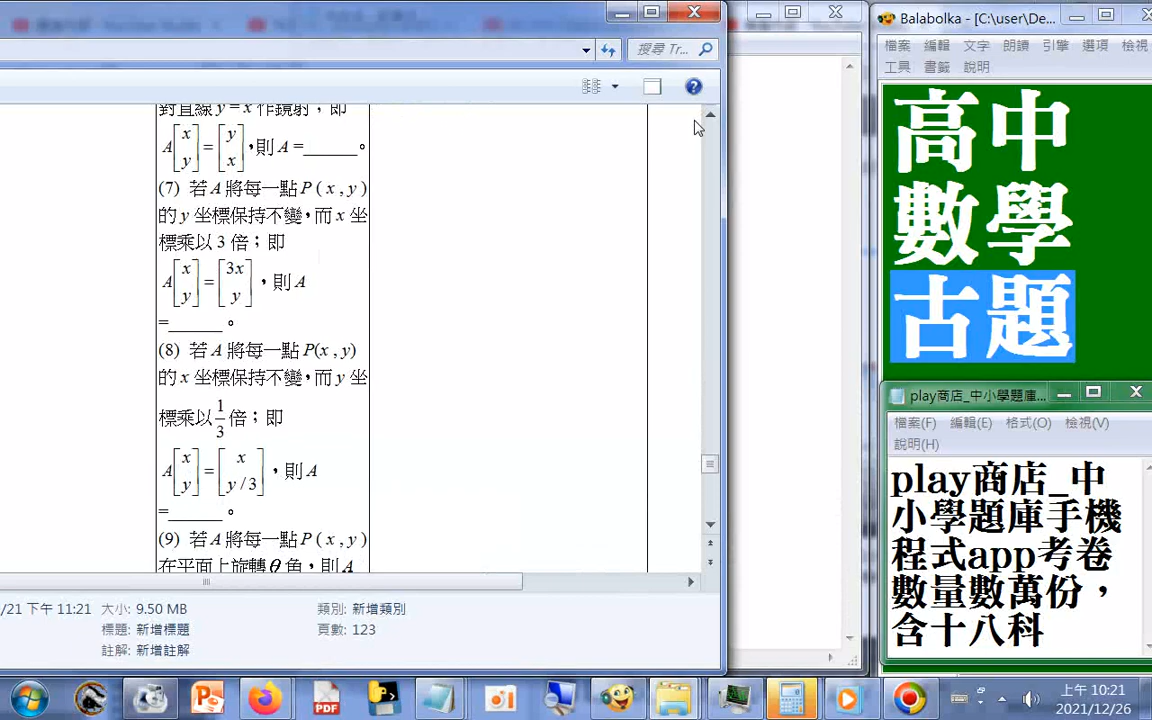 搜尋 Tr...
對直線 y = x 作鏡射；即
A[x y] = [y x]，則 A =______。
(7) 若 A 將每一點 P ( x , y )
的 y 坐標保持不變，而 x 坐
標乘以 3 倍；即
A[x y] = [3x y]，則 A
=______。
(8) 若 A 將每一點 P(x , y)
的 x 坐標保持不變，而 y 坐
標乘以 1/3 倍；即
A[x y] = [x y / 3]，則 A
=______。
(9) 若 A 將每一點 P ( x , y )
在平面上旋轉 θ 角，則 A
/21 下午 11:21 大小: 9.50 MB 類別: 新增類別
標題: 新增標題 頁數: 123
註解: 新增註解
Balabolka - [C:\user\De...
檔案 編輯 文字 朗讀 引擎 選項 檢視
工具 書籤 說明
高中
數學
古題
play商店_中小學題庫...
檔案(F) 編輯(E) 格式(O) 檢視(V)
說明(H)
play商店_中
小學題庫手機
程式app考卷
數量數萬份，
含十八科
PDF
上午 10:21
2021/12/26